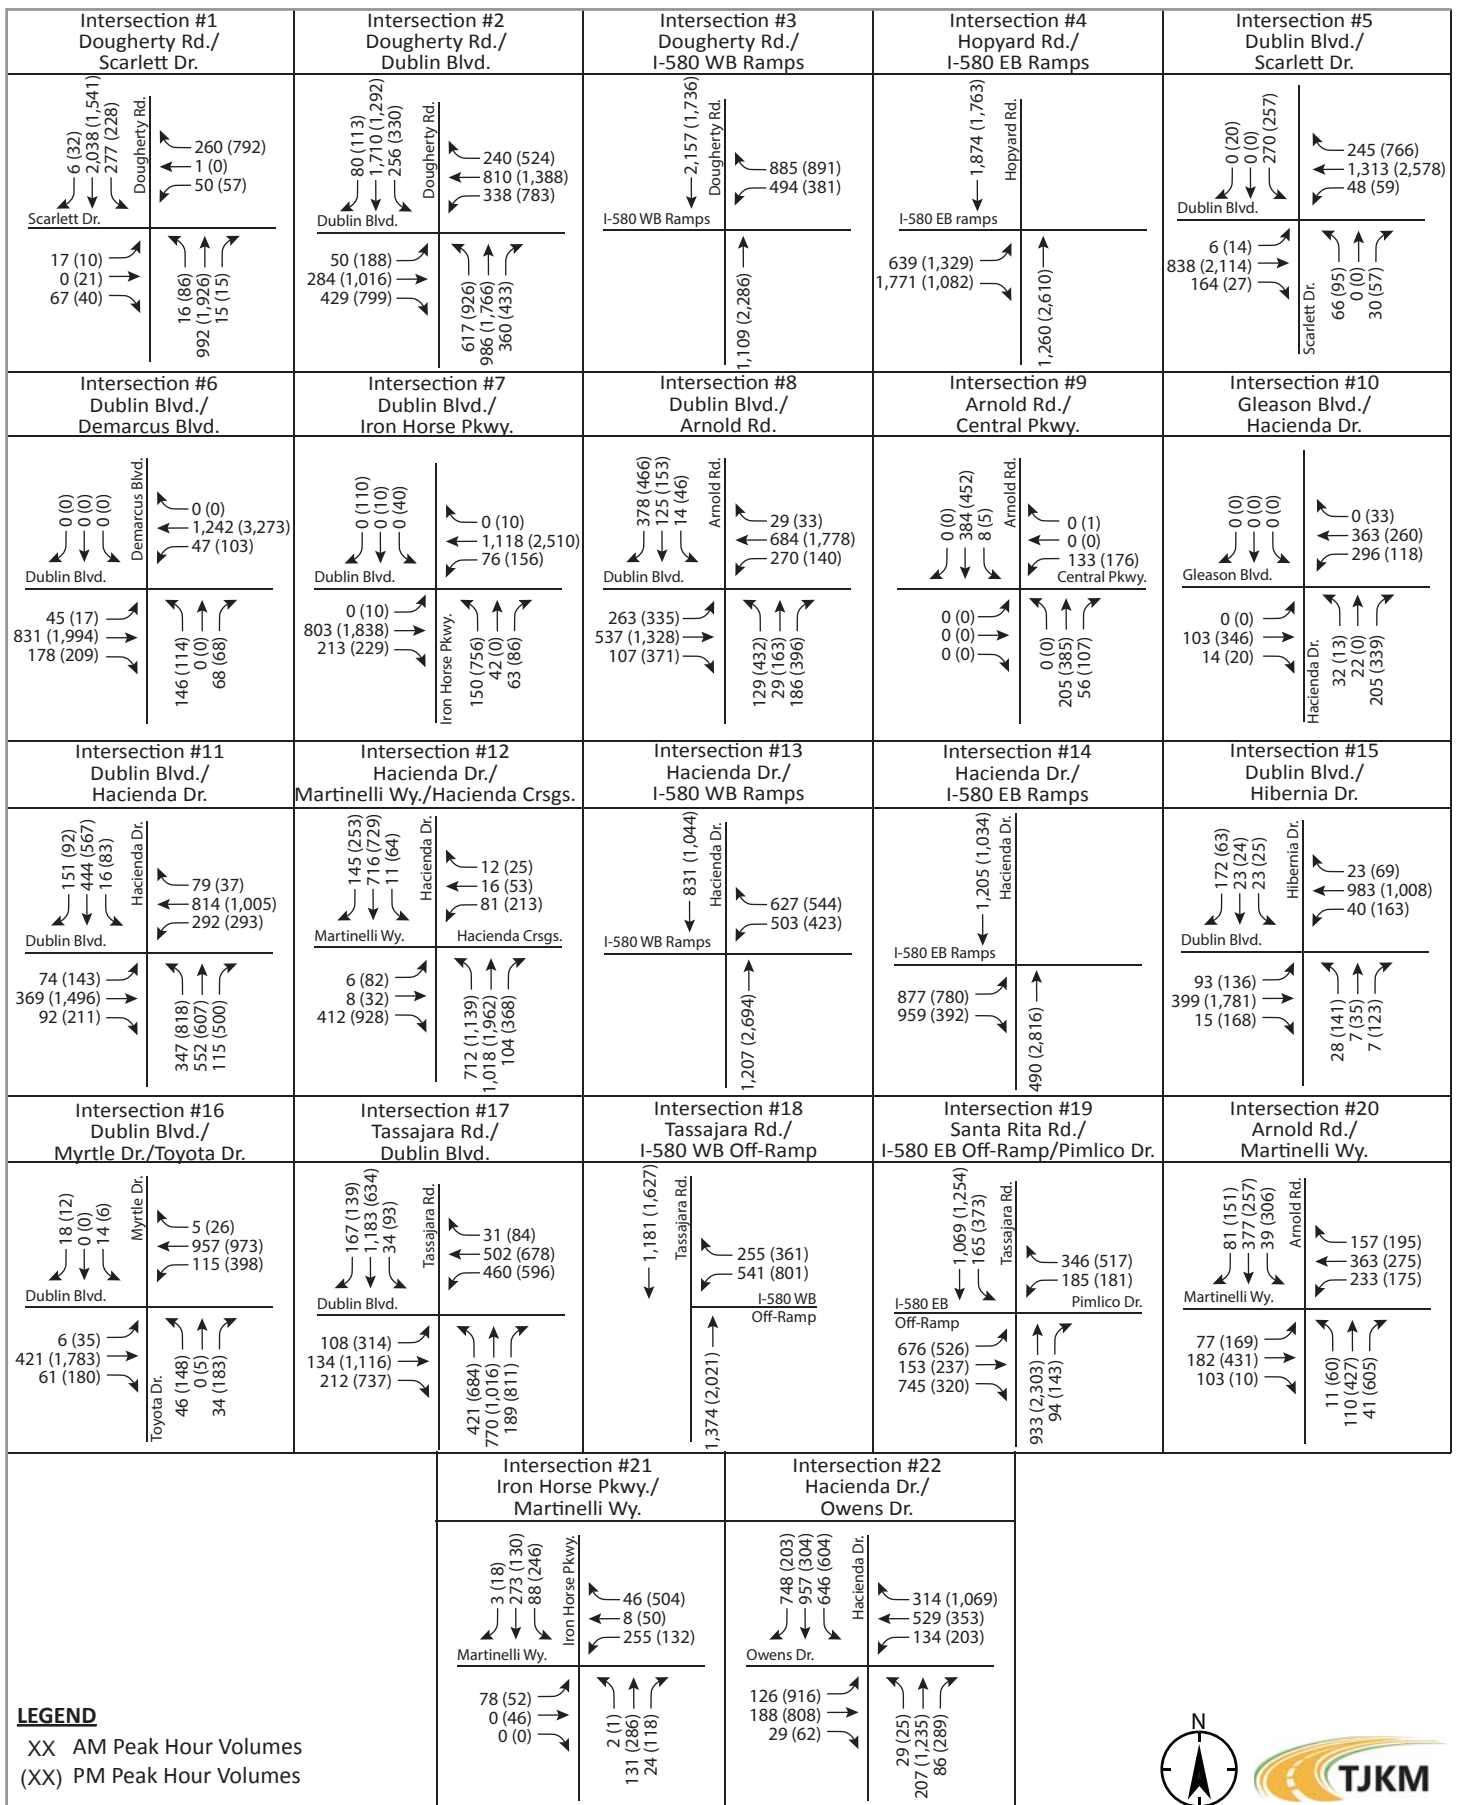 Intersection #1
Dougherty Rd./
Scarlett Dr.
6 (32)
2,038 (1,541)
277 (228)
Dougherty Rd.
260 (792)
1 (0)
50 (57)
Scarlett Dr.
17 (10)
0 (21)
67 (40)
16 (86)
992 (1,926)
15 (15)
Intersection #2
Dougherty Rd./
Dublin Blvd.
80 (113)
1,710 (1,292)
256 (330)
Dougherty Rd.
240 (524)
810 (1,388)
338 (783)
Dublin Blvd.
50 (188)
284 (1,016)
429 (799)
617 (926)
986 (1,766)
360 (433)
Intersection #3
Dougherty Rd./
I-580 WB Ramps
2,157 (1,736)
Dougherty Rd.
885 (891)
494 (381)
I-580 WB Ramps
1,109 (2,286)
Intersection #4
Hopyard Rd./
I-580 EB Ramps
1,874 (1,763)
Hopyard Rd.
I-580 EB ramps
639 (1,329)
1,771 (1,082)
1,260 (2,610)
Intersection #5
Dublin Blvd./
Scarlett Dr.
0 (20)
0 (0)
270 (257)
245 (766)
1,313 (2,578)
48 (59)
Dublin Blvd.
6 (14)
838 (2,114)
164 (27)
Scarlett Dr.
66 (95)
0 (0)
30 (57)
Intersection #6
Dublin Blvd./
Demarcus Blvd.
0 (0)
0 (0)
0 (0)
Demarcus Blvd.
0 (0)
1,242 (3,273)
47 (103)
Dublin Blvd.
45 (17)
831 (1,994)
178 (209)
146 (114)
0 (0)
68 (68)
Intersection #7
Dublin Blvd./
Iron Horse Pkwy.
0 (110)
0 (10)
0 (40)
0 (10)
1,118 (2,510)
76 (156)
Dublin Blvd.
0 (10)
803 (1,838)
213 (229)
Iron Horse Pkwy.
150 (756)
42 (0)
63 (86)
Intersection #8
Dublin Blvd./
Arnold Rd.
378 (466)
125 (153)
14 (46)
Arnold Rd.
29 (33)
684 (1,778)
270 (140)
Dublin Blvd.
263 (335)
537 (1,328)
107 (371)
129 (432)
29 (163)
186 (396)
Intersection #9
Arnold Rd./
Central Pkwy.
0 (0)
384 (452)
8 (5)
Arnold Rd.
0 (1)
0 (0)
133 (176)
Central Pkwy.
0 (0)
0 (0)
0 (0)
0 (0)
205 (385)
56 (107)
Intersection #10
Gleason Blvd./
Hacienda Dr.
0 (0)
0 (0)
0 (0)
0 (33)
363 (260)
296 (118)
Gleason Blvd.
0 (0)
103 (346)
14 (20)
Hacienda Dr.
32 (13)
22 (0)
205 (339)
Intersection #11
Dublin Blvd./
Hacienda Dr.
151 (92)
444 (567)
16 (83)
Hacienda Dr.
79 (37)
814 (1,005)
292 (293)
Dublin Blvd.
74 (143)
369 (1,496)
92 (211)
347 (818)
552 (607)
115 (500)
Intersection #12
Hacienda Dr./
Martinelli Wy./Hacienda Crsgs.
145 (253)
716 (729)
11 (64)
Hacienda Dr.
12 (25)
16 (53)
81 (213)
Martinelli Wy.
Hacienda Crsgs.
6 (82)
8 (32)
412 (928)
712 (1,139)
1,018 (1,962)
104 (368)
Intersection #13
Hacienda Dr./
I-580 WB Ramps
831 (1,044)
Hacienda Dr.
627 (544)
503 (423)
I-580 WB Ramps
1,207 (2,694)
Intersection #14
Hacienda Dr./
I-580 EB Ramps
1,205 (1,034)
Hacienda Dr.
I-580 EB Ramps
877 (780)
959 (392)
490 (2,816)
Intersection #15
Dublin Blvd./
Hibernia Dr.
172 (63)
23 (24)
23 (25)
Hibernia Dr.
23 (69)
983 (1,008)
40 (163)
Dublin Blvd.
93 (136)
399 (1,781)
15 (168)
28 (141)
7 (35)
7 (123)
Intersection #16
Dublin Blvd./
Myrtle Dr./Toyota Dr.
18 (12)
0 (0)
14 (6)
Myrtle Dr.
5 (26)
957 (973)
115 (398)
Dublin Blvd.
6 (35)
421 (1,783)
61 (180)
Toyota Dr.
46 (148)
0 (5)
34 (183)
Intersection #17
Tassajara Rd./
Dublin Blvd.
167 (139)
1,183 (634)
34 (93)
Tassajara Rd.
31 (84)
502 (678)
460 (596)
Dublin Blvd.
108 (314)
134 (1,116)
212 (737)
421 (684)
770 (1,016)
189 (811)
Intersection #18
Tassajara Rd./
I-580 WB Off-Ramp
1,181 (1,627)
Tassajara Rd.
255 (361)
541 (801)
I-580 WB
Off-Ramp
1,374 (2,021)
Intersection #19
Santa Rita Rd./
I-580 EB Off-Ramp/Pimlico Dr.
1,069 (1,254)
165 (373)
Tassajara Rd.
346 (517)
185 (181)
I-580 EB
Off-Ramp
Pimlico Dr.
676 (526)
153 (237)
745 (320)
933 (2,303)
94 (143)
Intersection #20
Arnold Rd./
Martinelli Wy.
81 (151)
377 (257)
39 (306)
Arnold Rd.
157 (195)
363 (275)
233 (175)
Martinelli Wy.
77 (169)
182 (431)
103 (10)
11 (60)
110 (427)
41 (605)
Intersection #21
Iron Horse Pkwy./
Martinelli Wy.
3 (18)
273 (130)
88 (246)
Iron Horse Pkwy.
46 (504)
8 (50)
255 (132)
Martinelli Wy.
78 (52)
0 (46)
0 (0)
2 (1)
131 (286)
24 (118)
Intersection #22
Hacienda Dr./
Owens Dr.
748 (203)
957 (304)
646 (604)
Hacienda Dr.
314 (1,069)
529 (353)
134 (203)
Owens Dr.
126 (916)
188 (808)
29 (62)
29 (25)
207 (1,235)
86 (289)
LEGEND
XX AM Peak Hour Volumes
(XX) PM Peak Hour Volumes
N
TJKM